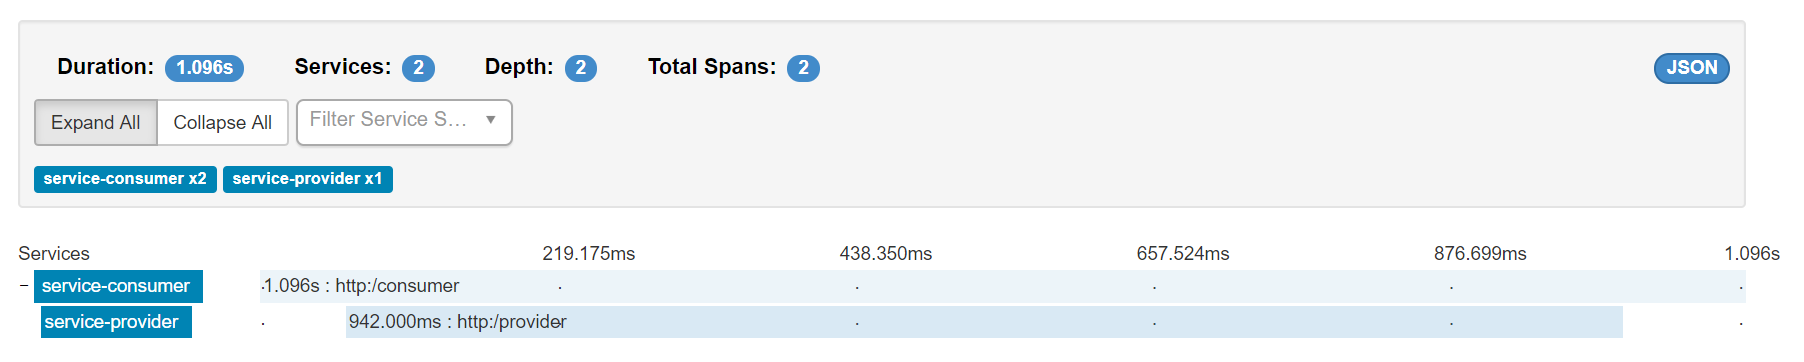 Duration: 1.096s Services: 2 Depth: 2 Total Spans: 2 JSON
Expand All Collapse All Filter Service S...
service-consumer x2 service-provider x1
Services 219.175ms 438.350ms 657.524ms 876.699ms 1.096s
− service-consumer .1.096s : http:/consumer . . . . .
service-provider . 942.000ms : http:/provider . . . .